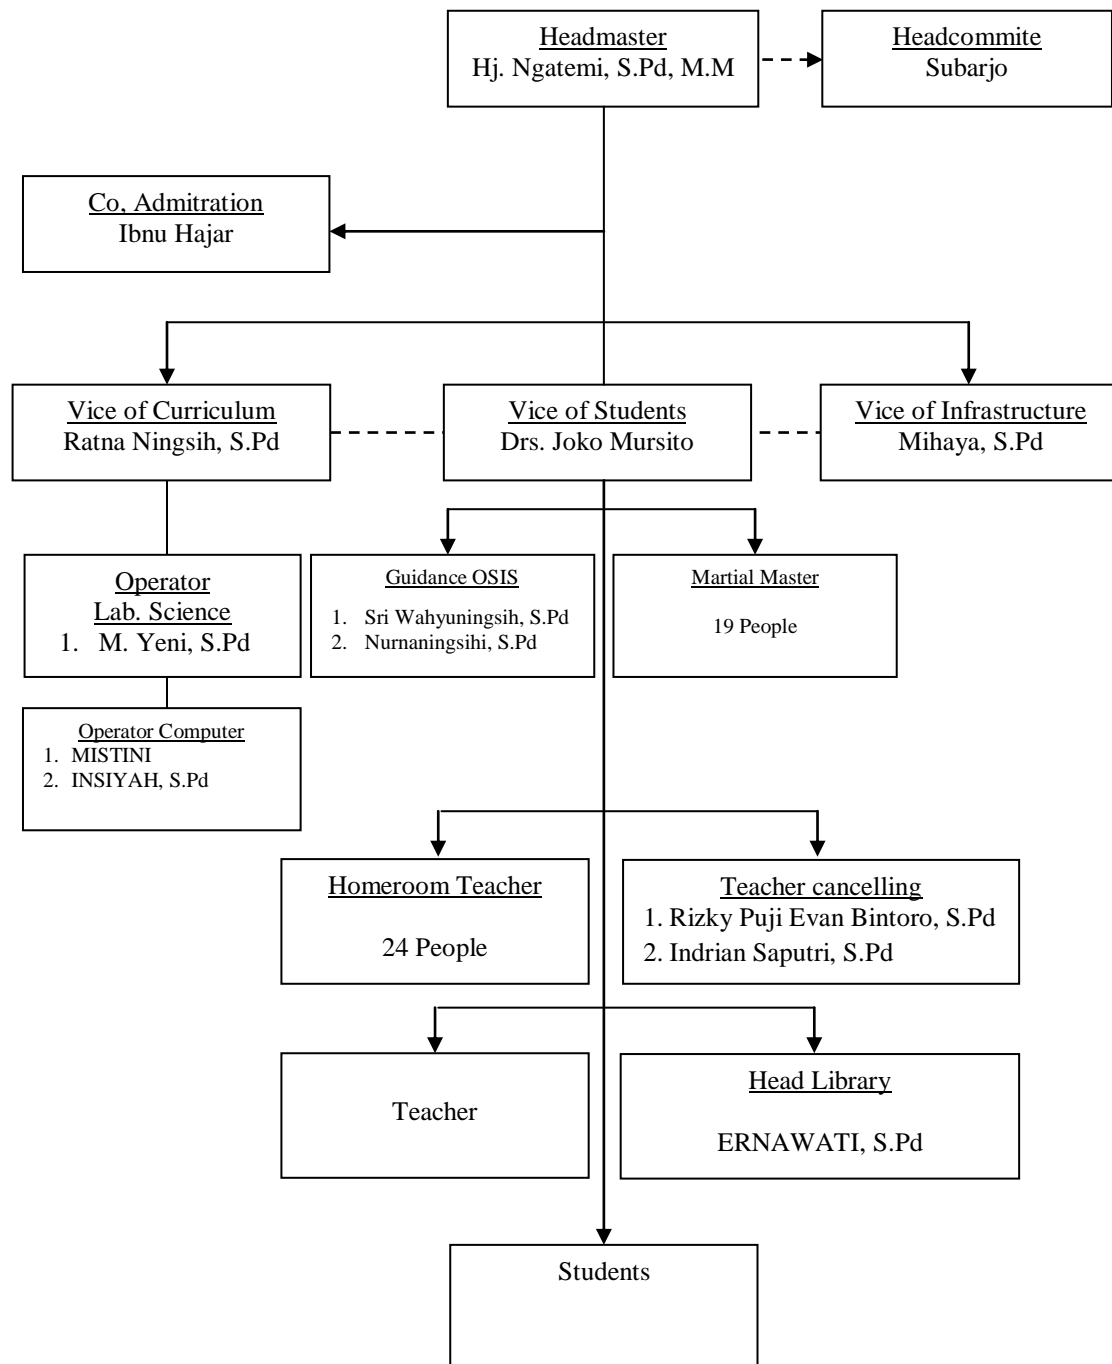 Headmaster
Hj. Ngatemi, S.Pd, M.M
Headcommite
Subarjo
Co, Admitration
Ibnu Hajar
Vice of Curriculum
Ratna Ningsih, S.Pd
Vice of Students
Drs. Joko Mursito
Vice of Infrastructure
Mihaya, S.Pd
Operator
Lab. Science
1. M. Yeni, S.Pd
Guidance OSIS
1. Sri Wahyuningsih, S.Pd
2. Nurnaningsihi, S.Pd
Martial Master
19 People
Operator Computer
1. MISTINI
2. INSIYAH, S.Pd
Homeroom Teacher
24 People
Teacher cancelling
1. Rizky Puji Evan Bintoro, S.Pd
2. Indrian Saputri, S.Pd
Teacher
Head Library
ERNAWATI, S.Pd
Students